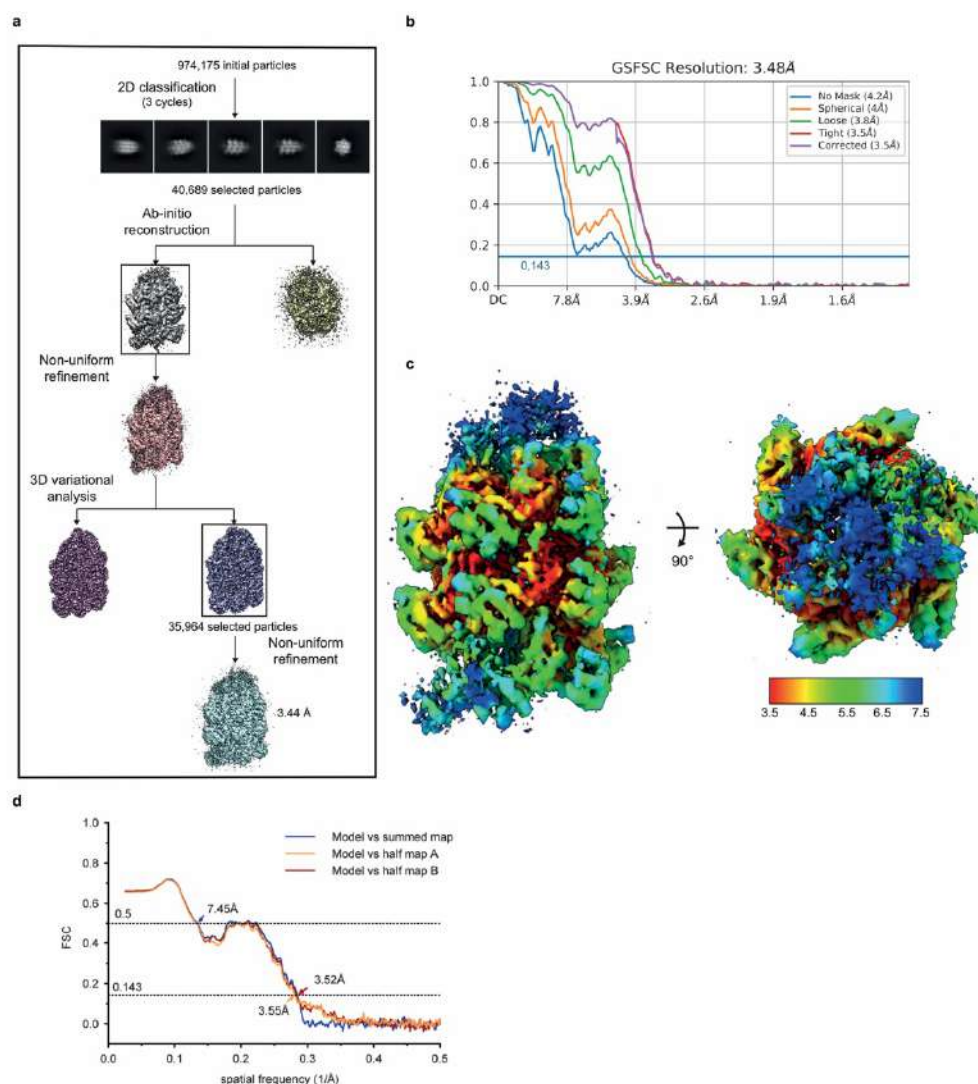 a
974,175 initial particles
2D classification
(3 cycles)
40,689 selected particles
Ab-initio
reconstruction
Non-uniform
refinement
3D variational
analysis
35,964 selected particles
Non-uniform
refinement
3.44 Å
b
GSFSC Resolution: 3.48Å
1.0
0.8
0.6
0.4
0.2
0.0
No Mask (4.2Å)
Spherical (4Å)
Loose (3.8Å)
Tight (3.5Å)
Corrected (3.5Å)
0,143
DC 7.8Å 3.9Å 2.6Å 1.9Å 1.6Å
c
90°
3.5 4.5 5.5 6.5 7.5
d
1.0
0.8
0.6
0.4
0.2
0.0
FSC
Model vs summed map
Model vs half map A
Model vs half map B
0.5
7.45Å
0.143
3.52Å
3.55Å
0.0 0.1 0.2 0.3 0.4 0.5
spatial frequency (1/Å)